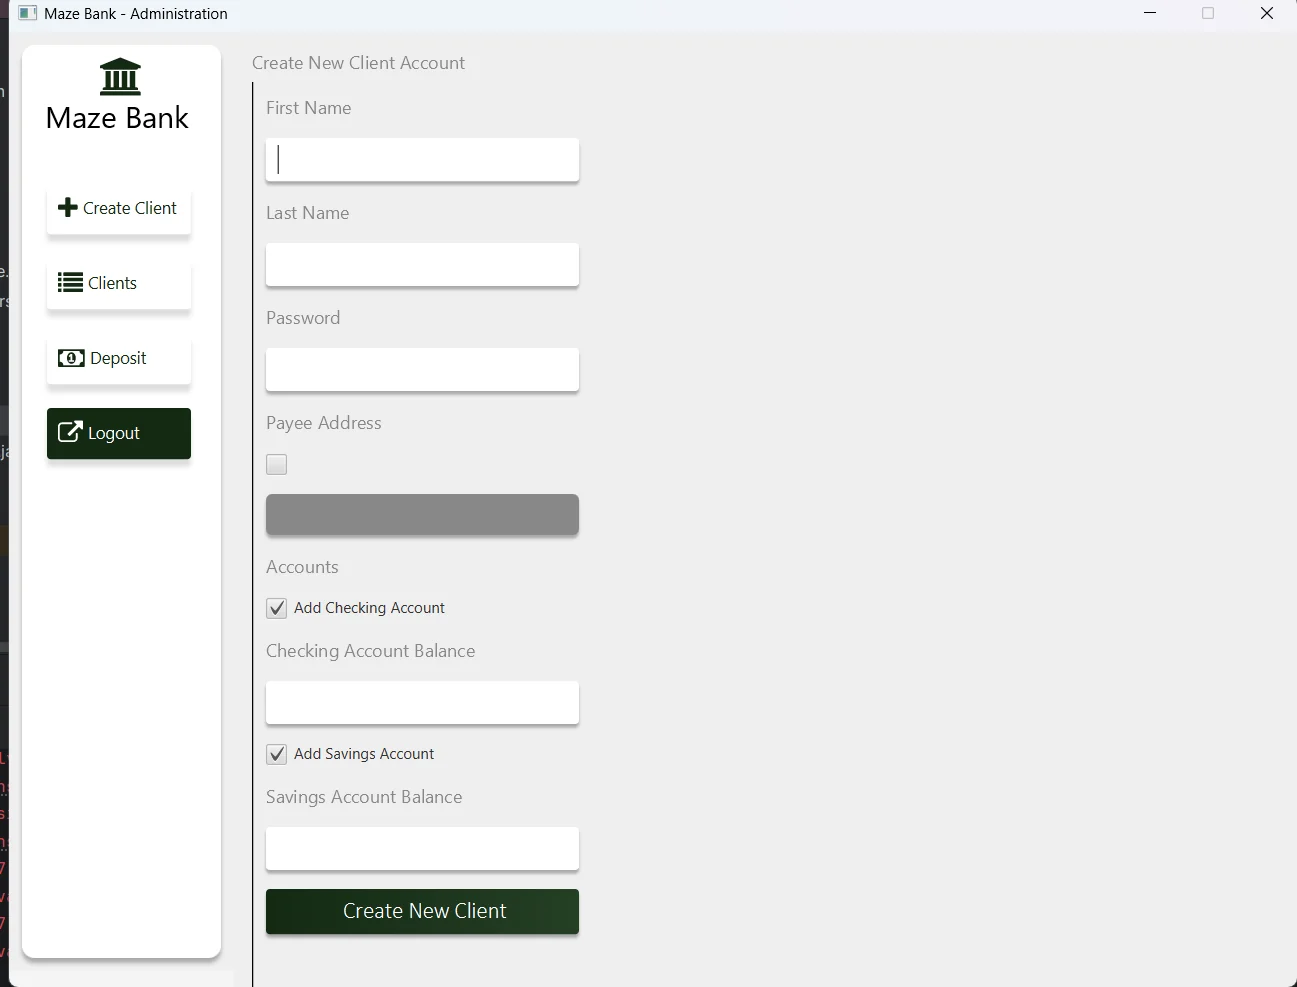 Maze Bank - Administration
Maze Bank
Create Client
Clients
Deposit
Logout
Create New Client Account
First Name
Last Name
Password
Payee Address
Accounts
Add Checking Account
Checking Account Balance
Add Savings Account
Savings Account Balance
Create New Client